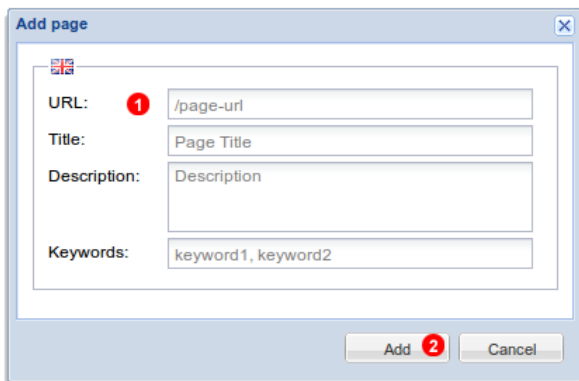 Add page
URL: 1 /page-url
Title: Page Title
Description: Description
Keywords: keyword1, keyword2
Add 2 Cancel